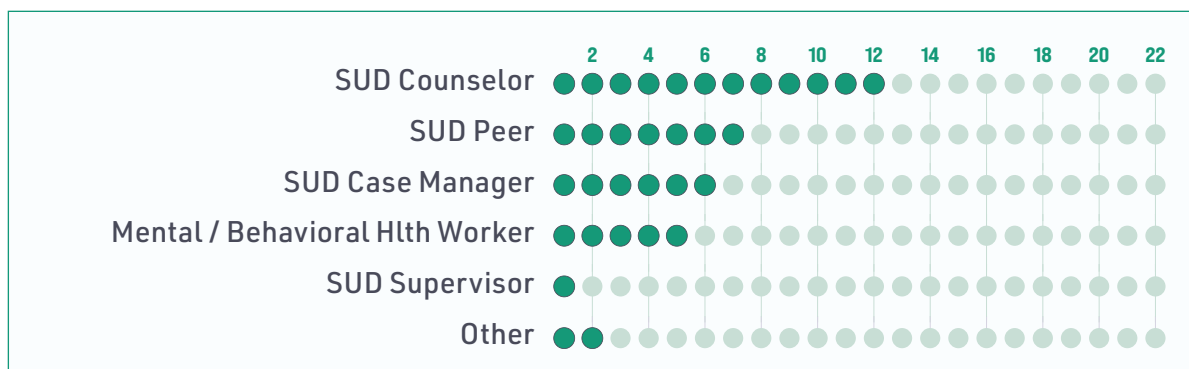 2 4 6 8 10 12 14 16 18 20 22
SUD Counselor
SUD Peer
SUD Case Manager
Mental / Behavioral Hlth Worker
SUD Supervisor
Other